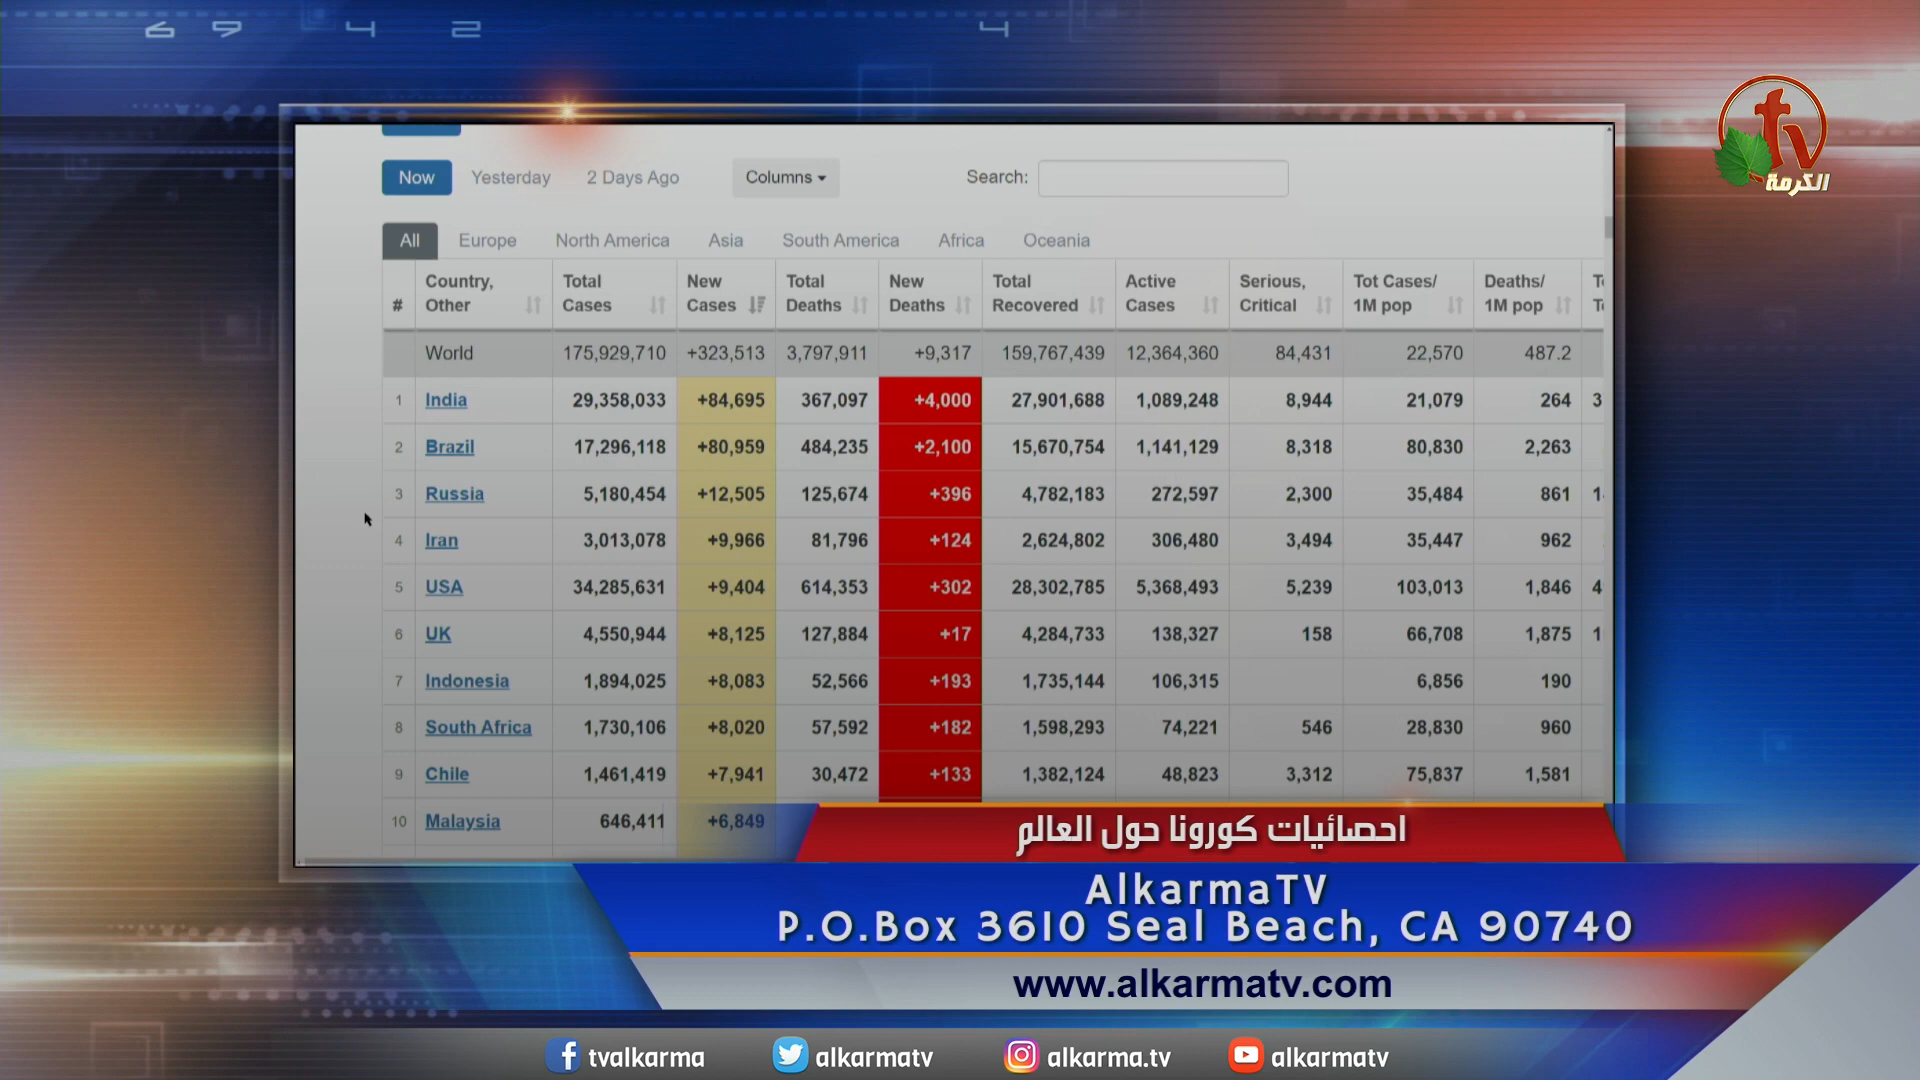 6 9 4 2 4
tv
الكرمة
Now Yesterday 2 Days Ago Columns Search:
All Europe North America Asia South America Africa Oceania
# Country, Other Total Cases New Cases Total Deaths New Deaths Total Recovered Active Cases Serious, Critical Tot Cases/ 1M pop Deaths/ 1M pop
World 175,929,710 +323,513 3,797,911 +9,317 159,767,439 12,364,360 84,431 22,570 487.2
1 India 29,358,033 +84,695 367,097 +4,000 27,901,688 1,089,248 8,944 21,079 264 3
2 Brazil 17,296,118 +80,959 484,235 +2,100 15,670,754 1,141,129 8,318 80,830 2,263
3 Russia 5,180,454 +12,505 125,674 +396 4,782,183 272,597 2,300 35,484 861 1
4 Iran 3,013,078 +9,966 81,796 +124 2,624,802 306,480 3,494 35,447 962
5 USA 34,285,631 +9,404 614,353 +302 28,302,785 5,368,493 5,239 103,013 1,846 4
6 UK 4,550,944 +8,125 127,884 +17 4,284,733 138,327 158 66,708 1,875 1
7 Indonesia 1,894,025 +8,083 52,566 +193 1,735,144 106,315 6,856 190
8 South Africa 1,730,106 +8,020 57,592 +182 1,598,293 74,221 546 28,830 960
9 Chile 1,461,419 +7,941 30,472 +133 1,382,124 48,823 3,312 75,837 1,581
10 Malaysia 646,411 +6,849
احصائيات كورونا حول العالم
AlkarmaTV
P.O.Box 3610 Seal Beach, CA 90740
www.alkarmatv.com
tvalkarma alkarmatv alkarma.tv alkarmatv